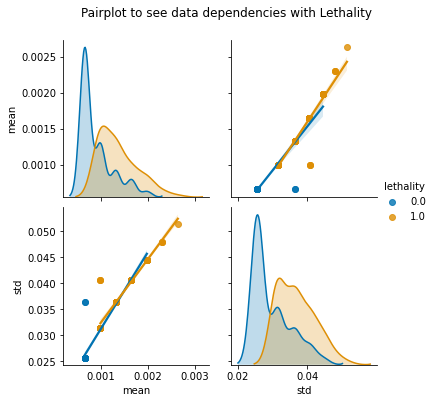 Pairplot to see data dependencies with Lethality
0.0025
0.0020
0.0015
0.0010
mean
lethality
0.0
1.0
0.050
0.045
0.040
0.035
0.030
0.025
std
0.001 0.002 0.003
mean
0.02 0.04
std